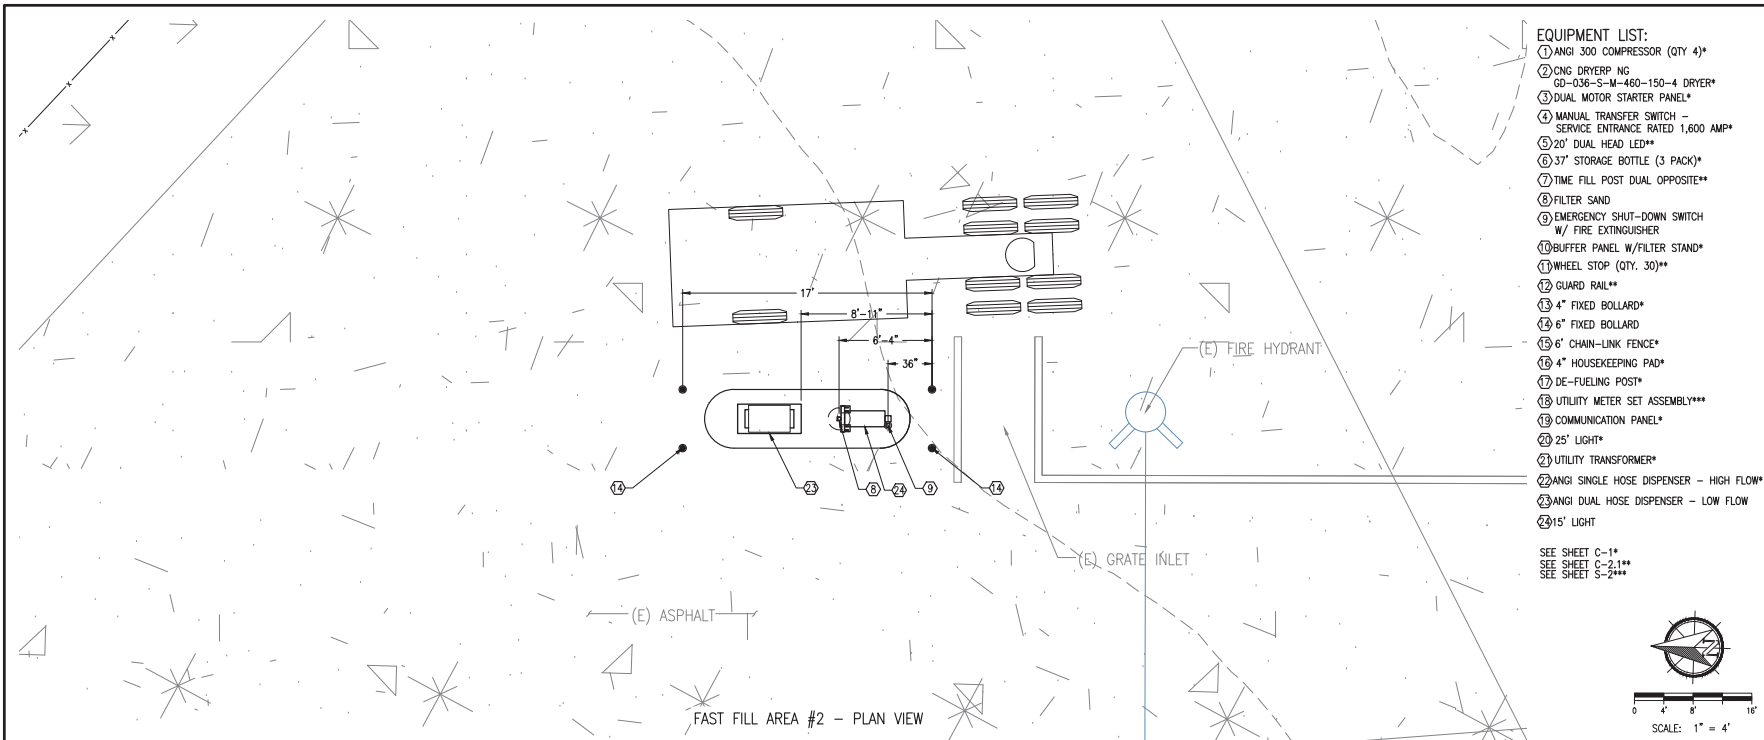 EQUIPMENT LIST:
1 ANGI 300 COMPRESSOR (QTY 4)*
2 CNG DRYERP NG
GD-036-S-M-460-150-4 DRYER*
3 DUAL MOTOR STARTER PANEL*
4 MANUAL TRANSFER SWITCH -
SERVICE ENTRANCE RATED 1,600 AMP*
5 20' DUAL HEAD LED**
6 37' STORAGE BOTTLE (3 PACK)*
7 TIME FILL POST DUAL OPPOSITE**
8 FILTER SAND
9 EMERGENCY SHUT-DOWN SWITCH
W/ FIRE EXTINGUISHER
10 BUFFER PANEL W/FILTER STAND*
11 WHEEL STOP (QTY. 30)**
12 GUARD RAIL**
13 4" FIXED BOLLARD*
14 6" FIXED BOLLARD
15 6' CHAIN-LINK FENCE*
16 4" HOUSEKEEPING PAD*
17 DE-FUELING POST*
18 UTILIITY METER SET ASSEMBLY***
19 COMMUNICATION PANEL*
20 25' LIGHT*
21 UTILITY TRANSFORMER*
22 ANGI SINGLE HOSE DISPENSER - HIGH FLOW*
23 ANGI DUAL HOSE DISPENSER - LOW FLOW
24 15' LIGHT
SEE SHEET C-1*
SEE SHEET C-2.1**
SEE SHEET S-2***
X
X
X
17'
8'-11"
6'-4"
36"
(E) FIRE HYDRANT
14 23 8 24 9 14
(E) GRATE INLET
(E) ASPHALT
FAST FILL AREA #2 - PLAN VIEW
N
0 4' 8' 16'
SCALE: 1" = 4'